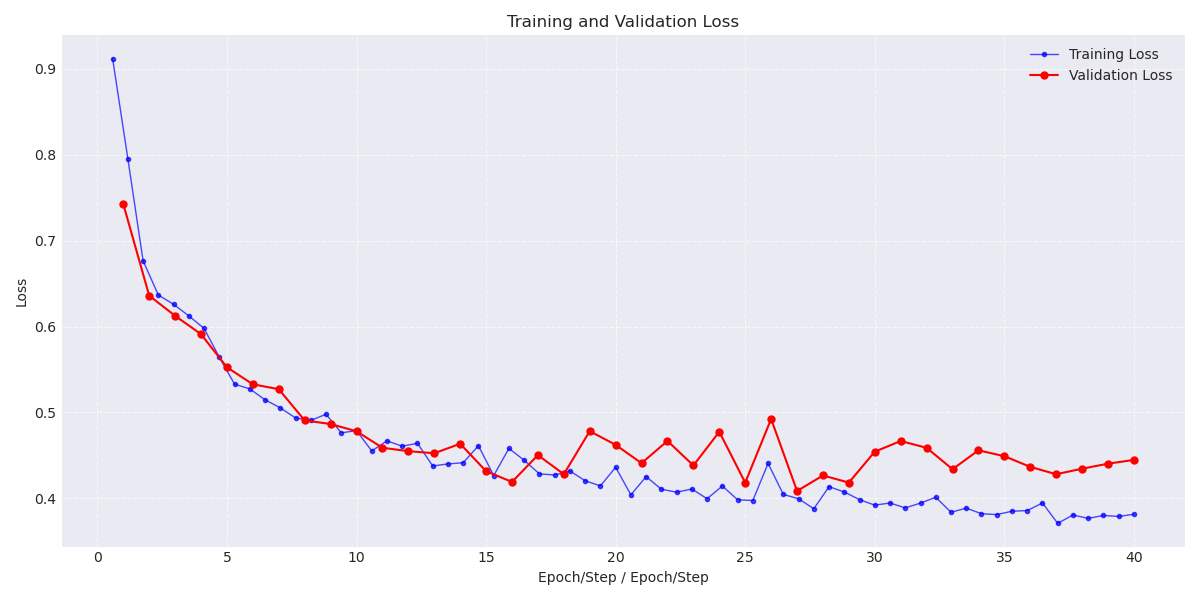 Training and Validation Loss
Training Loss
Validation Loss
0.9
0.8
0.7
0.6
0.5
0.4
Loss
0 5 10 15 20 25 30 35 40
Epoch/Step / Epoch/Step